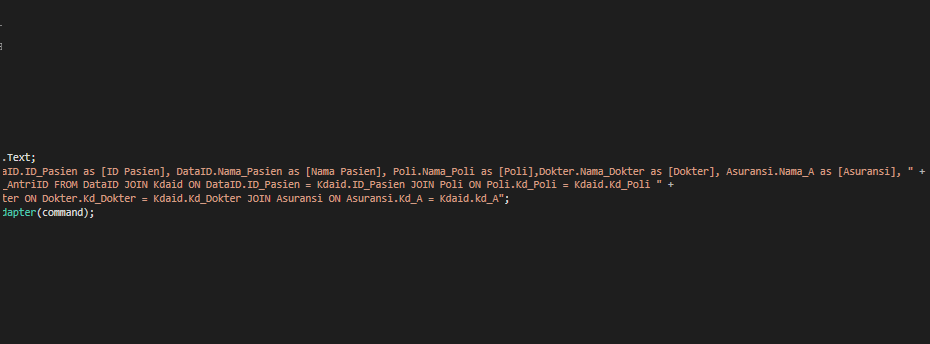 .Text;
aID.ID_Pasien as [ID Pasien], DataID.Nama_Pasien as [Nama Pasien], Poli.Nama_Poli as [Poli],Dokter.Nama_Dokter as [Dokter], Asuransi.Nama_A as [Asuransi], " +
_AntriID FROM DataID JOIN Kdaid ON DataID.ID_Pasien = Kdaid.ID_Pasien JOIN Poli ON Poli.Kd_Poli = Kdaid.Kd_Poli " +
ter ON Dokter.Kd_Dokter = Kdaid.Kd_Dokter JOIN Asuransi ON Asuransi.Kd_A = Kdaid.kd_A";
dapter(command);